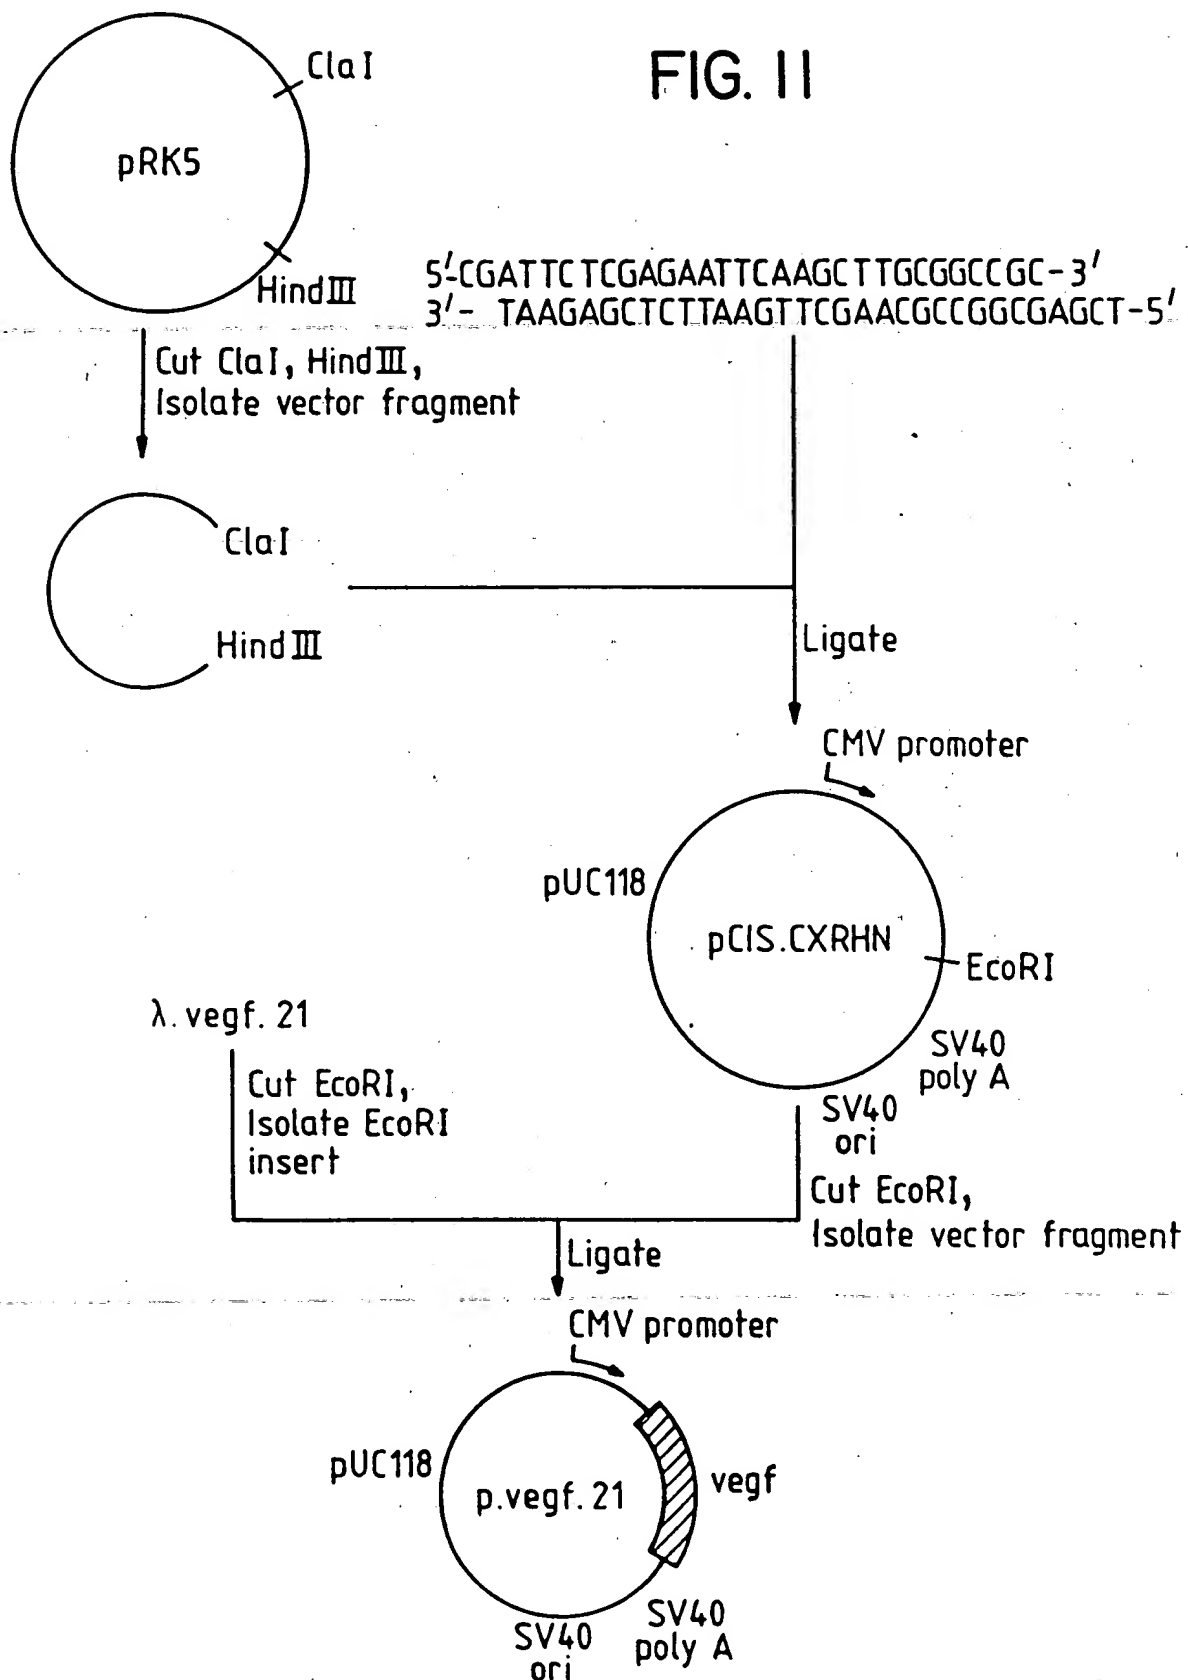 FIG. 11
ClaI
pRK5
HindIII
5'-CGATTCTCGAGAATTCAAGCTTGCGGCCGC-3'
3'- TAAGAGCTCTTAAGTTCGAACGCCGGCGAGCT-5'
Cut ClaI, HindIII,
Isolate vector fragment
ClaI
HindIII
Ligate
CMV promoter
pUC118
pCIS.CXRHN
EcoRI
SV40
poly A
SV40
ori
λ.vegf.21
Cut EcoRI,
Isolate EcoRI
insert
Cut EcoRI,
Isolate vector fragment
Ligate
CMV promoter
pUC118
p.vegf.21
vegf
SV40
poly A
SV40
ori